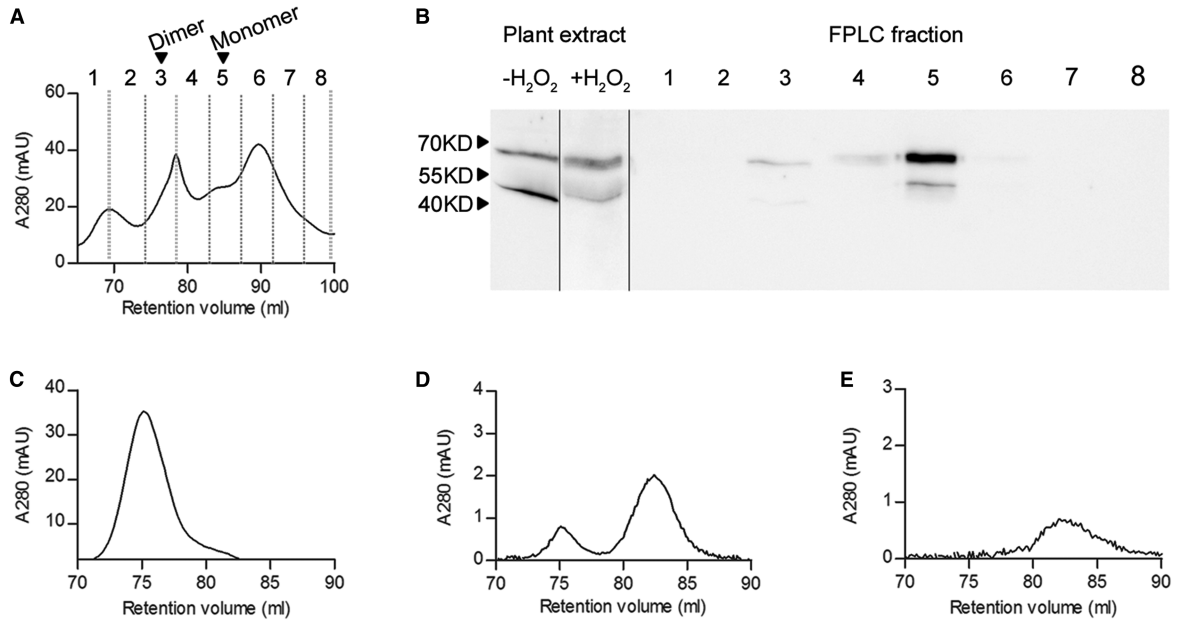 A
Dimer
Monomer
1 2 3 4 5 6 7 8
60
40
20
0
A280 (mAU)
70 80 90 100
Retention volume (ml)
B
Plant extract FPLC fraction
-H₂O₂ +H₂O₂ 1 2 3 4 5 6 7 8
70KD
55KD
40KD
C
40
30
20
10
A280 (mAU)
70 75 80 85 90
Retention volume (ml)
D
4
3
2
1
0
A280 (mAU)
70 75 80 85 90
Retention volume (ml)
E
3
2
1
0
A280 (mAU)
70 75 80 85 90
Retention volume (ml)